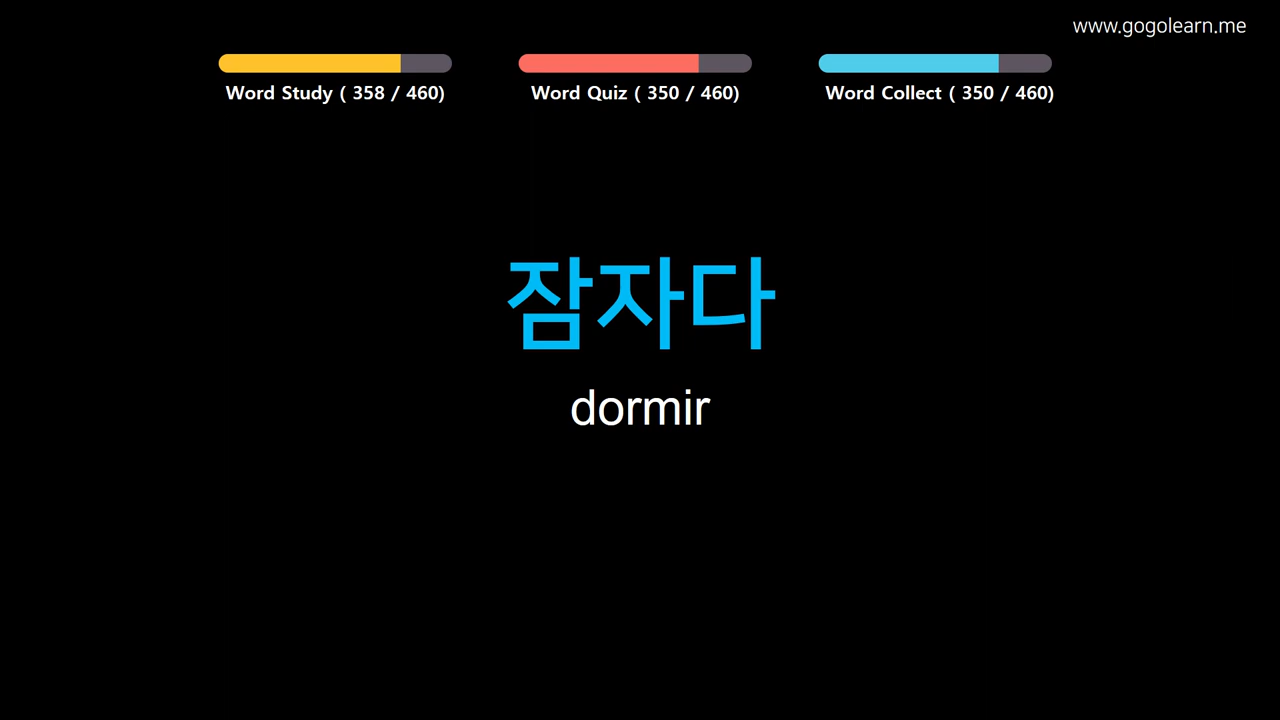 www.gogolearn.me
Word Study ( 358 / 460)
Word Quiz ( 350 / 460)
Word Collect ( 350 / 460)
잠자다
dormir